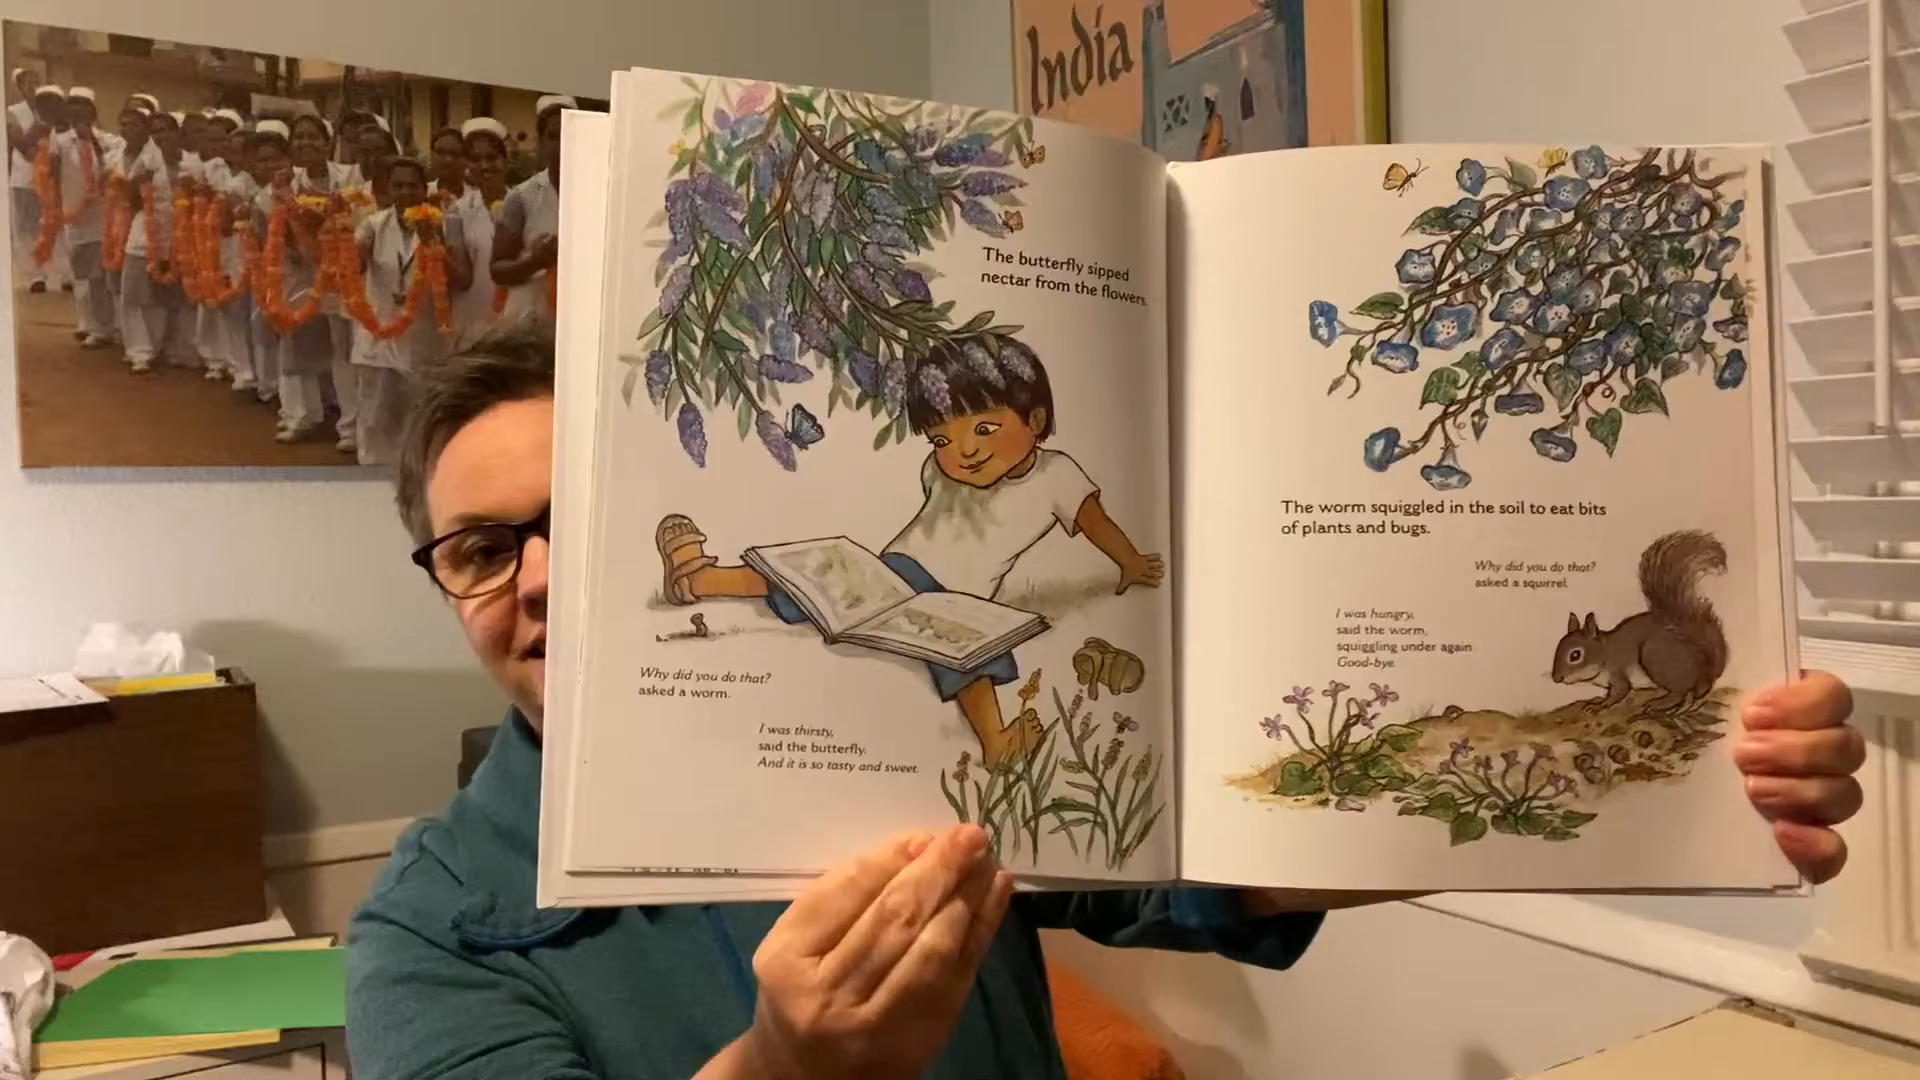 India
The butterfly sipped
nectar from the flowers.
Why did you do that?
asked a worm.
I was thirsty,
said the butterfly.
And it is so tasty and sweet.
The worm squiggled in the soil to eat bits
of plants and bugs.
Why did you do that?
asked a squirrel.
I was hungry,
said the worm,
squiggling under again.
Good-bye.